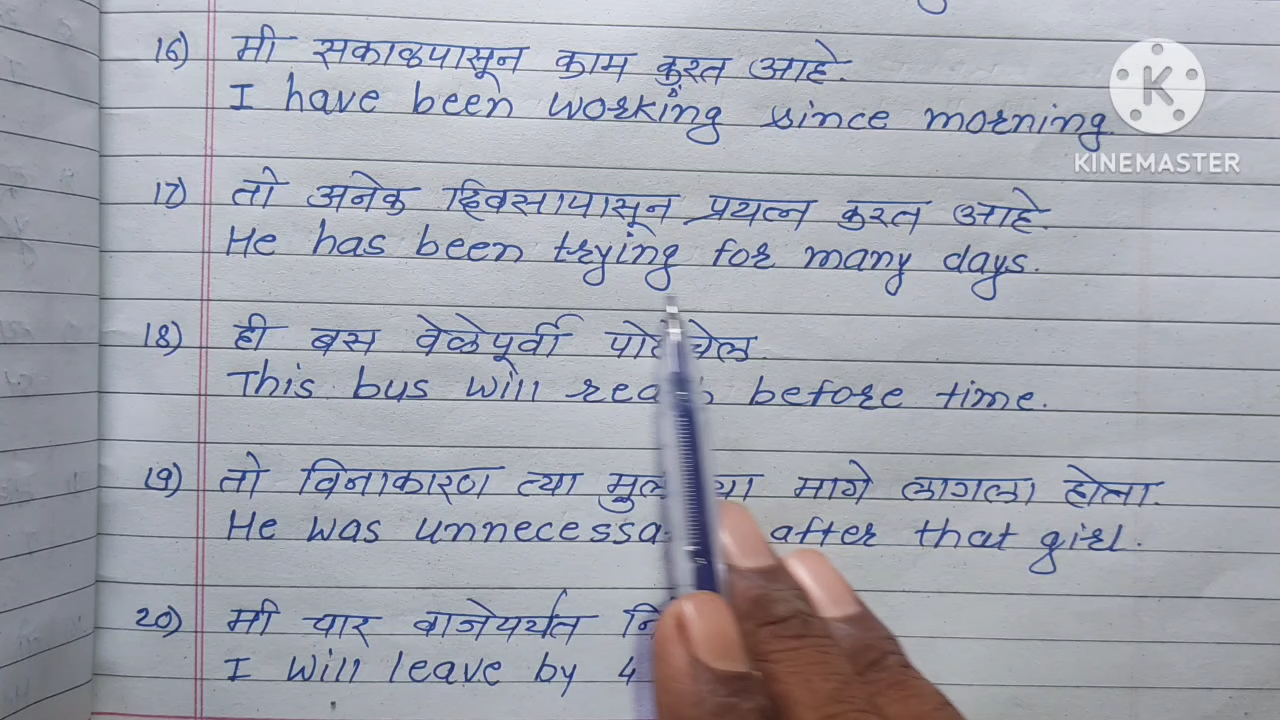 16) मी सकाळपासून काम करत आहे.
I have been working since morning.
KINEMASTER
17) तो अनेक दिवसापासून प्रयत्न करत आहे.
He has been trying for many days.
18) ही बस वेळेपूर्वी
This bus will before time.
19) तो विनाकारण त्या मागे लागला होता.
He was after that girl.
20) मी चार वाजेपर्यंत
I will leave by 4